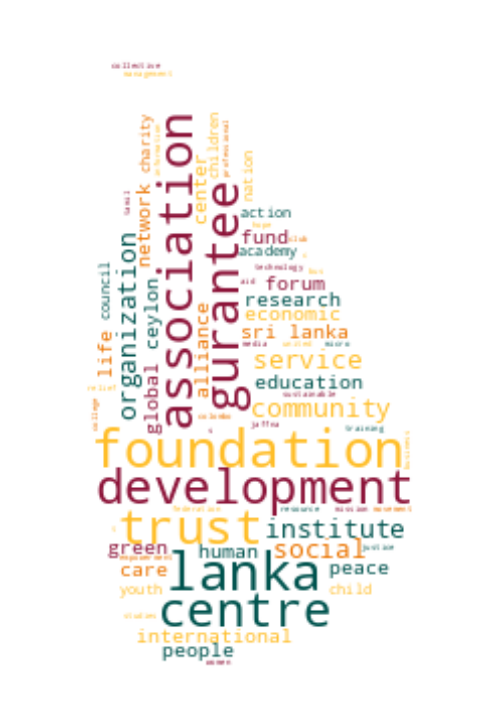 collective
management
charity
information
association
children
professional
nation
center
network
tamil
gurantee
action
hope
fund
club
academy
technology
aid
but
forum
council
organization
ceylon
research
economic
life
global
alliance
sri lanka
media
united
micro
service
education
relief
sustainable
college
colombo
community
jaffna
training
business
foundation
development
federation
resource
mission
movement
trust
institute
green
human
social
justice
empowerment
care
lanka
peace
youth
child
centre
studies
international
people
women